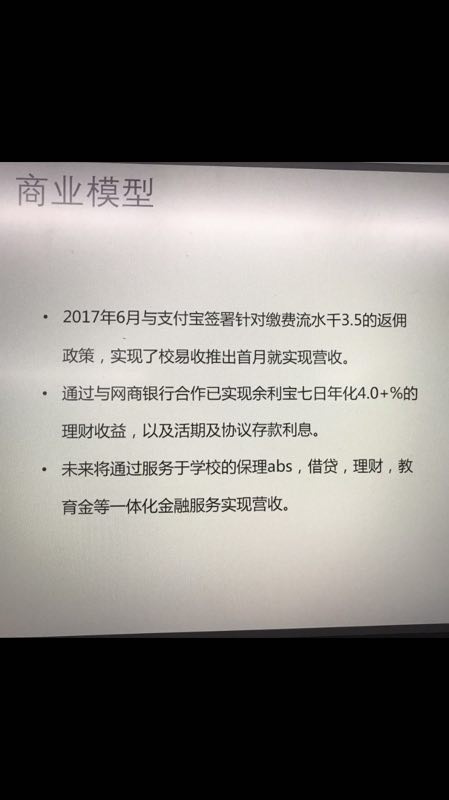 商业模型
• 2017年6月与支付宝签署针对缴费流水千3.5的返佣
政策，实现了校易收推出首月就实现营收。
• 通过与网商银行合作已实现余利宝七日年化4.0+%的
理财收益，以及活期及协议存款利息。
• 未来将通过服务于学校的保理abs，借贷，理财，教
育金等一体化金融服务实现营收。